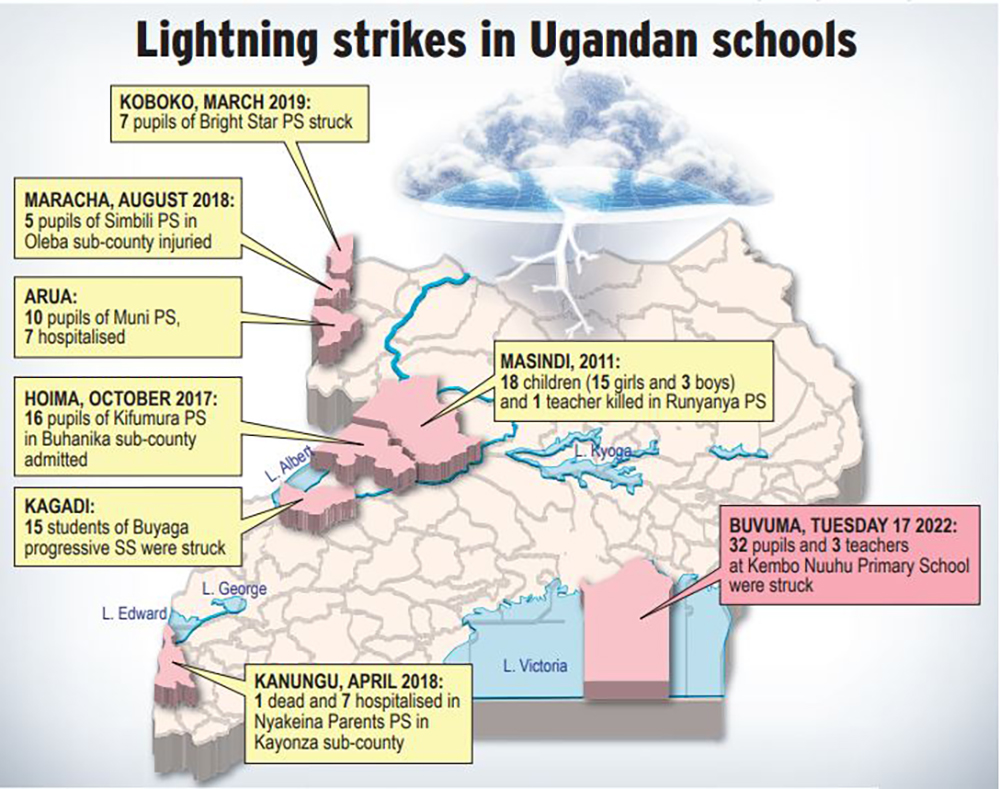 Lightning strikes in Ugandan schools
KOBOKO, MARCH 2019:
7 pupils of Bright Star PS struck
MARACHA, AUGUST 2018:
5 pupils of Simbili PS in
Oleba sub-county injured
ARUA:
10 pupils of Muni PS,
7 hospitalised
MASINDI, 2011:
18 children (15 girls and 3 boys)
and 1 teacher killed in Runyanya PS
HOIMA, OCTOBER 2017:
16 pupils of Kifumura PS
in Buhanika sub-county
admitted
L. Albert
L. Kyoga
KAGADI:
15 students of Buyaga
progressive SS were struck
BUVUMA, TUESDAY 17 2022:
32 pupils and 3 teachers
at Kembo Nuuhu Primary School
were struck
L. George
L. Edward
L. Victoria
KANUNGU, APRIL 2018:
1 dead and 7 hospitalised in
Nyakeina Parents PS in
Kayonza sub-county